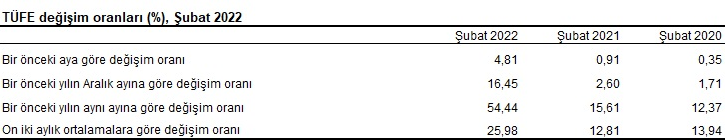 TÜFE değişim oranları (%), Şubat 2022
Şubat 2022 Şubat 2021 Şubat 2020
Bir önceki aya göre değişim oranı 4,81 0,91 0,35
Bir önceki yılın Aralık ayına göre değişim oranı 16,45 2,60 1,71
Bir önceki yılın aynı ayına göre değişim oranı 54,44 15,61 12,37
On iki aylık ortalamalara göre değişim oranı 25,98 12,81 13,94